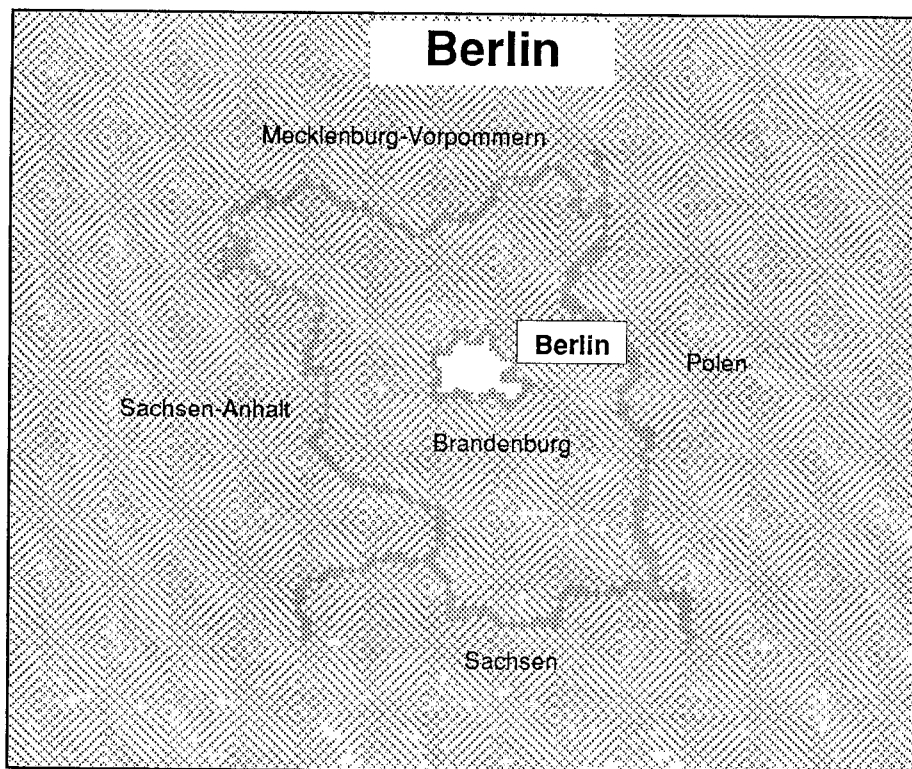 Berlin
Mecklenburg-Vorpommern
Berlin
Polen
Sachsen-Anhalt
Brandenburg
Sachsen